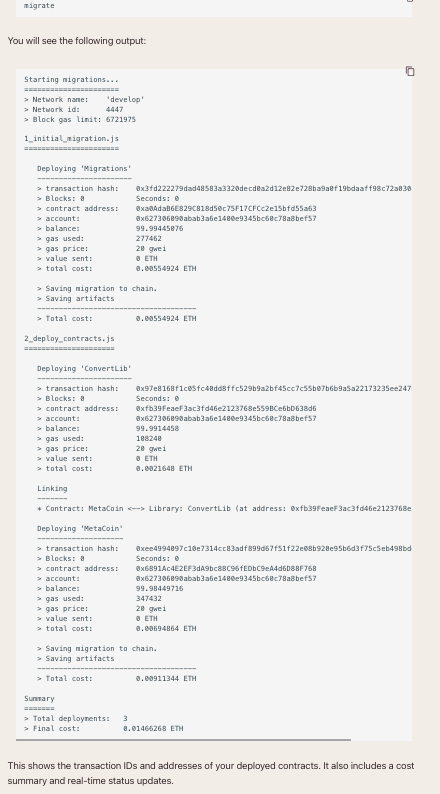 migrate
You will see the following output:
Starting migrations...
======================
> Network name:    'develop'
> Network id:      4447
> Block gas limit: 6721975
1_initial_migration.js
======================
Deploying 'Migrations'
----------------------
> transaction hash:    0x3fd222279dad48583a3320decd0a2d12e82e728ba9a0f19bdaaff98c72a030
> Blocks: 0            Seconds: 0
> contract address:    0xa0AdaB6E829C818d50c75F17CFCc2e15bfd55a63
> account:             0x627306090abab3a6e1400e9345bc60c78a8bef57
> balance:             99.99445076
> gas used:            277462
> gas price:           20 gwei
> value sent:          0 ETH
> total cost:          0.00554924 ETH
> Saving migration to chain.
> Saving artifacts
-------------------------------------
> Total cost:          0.00554924 ETH
2_deploy_contracts.js
=====================
Deploying 'ConvertLib'
----------------------
> transaction hash:    0x97e8168f1c05fc40dd8ffc529b9a2bf45cc7c55b07b6b9a5a22173235ee247
> Blocks: 0            Seconds: 0
> contract address:    0xfb39FeaeF3ac3fd46e2123768e559BCe6bD638d6
> account:             0x627306090abab3a6e1400e9345bc60c78a8bef57
> balance:             99.9914458
> gas used:            108240
> gas price:           20 gwei
> value sent:          0 ETH
> total cost:          0.0021648 ETH
Linking
-------
* Contract: MetaCoin <--> Library: ConvertLib (at address: 0xfb39FeaeF3ac3fd46e2123768e
Deploying 'MetaCoin'
--------------------
> transaction hash:    0xee4994097c10e7314cc83adf899d67f51f22e08b920e95b6d3f75c5eb498bd
> Blocks: 0            Seconds: 0
> contract address:    0x6891Ac4E2EF3dA9bc88C96fEDbC9eA4d6D88F768
> account:             0x627306090abab3a6e1400e9345bc60c78a8bef57
> balance:             99.98449716
> gas used:            347432
> gas price:           20 gwei
> value sent:          0 ETH
> total cost:          0.00694864 ETH
> Saving migration to chain.
> Saving artifacts
-------------------------------------
> Total cost:          0.00911344 ETH
Summary
=======
> Total deployments:   3
> Final cost:          0.01466268 ETH
This shows the transaction IDs and addresses of your deployed contracts. It also includes a cost
summary and real-time status updates.